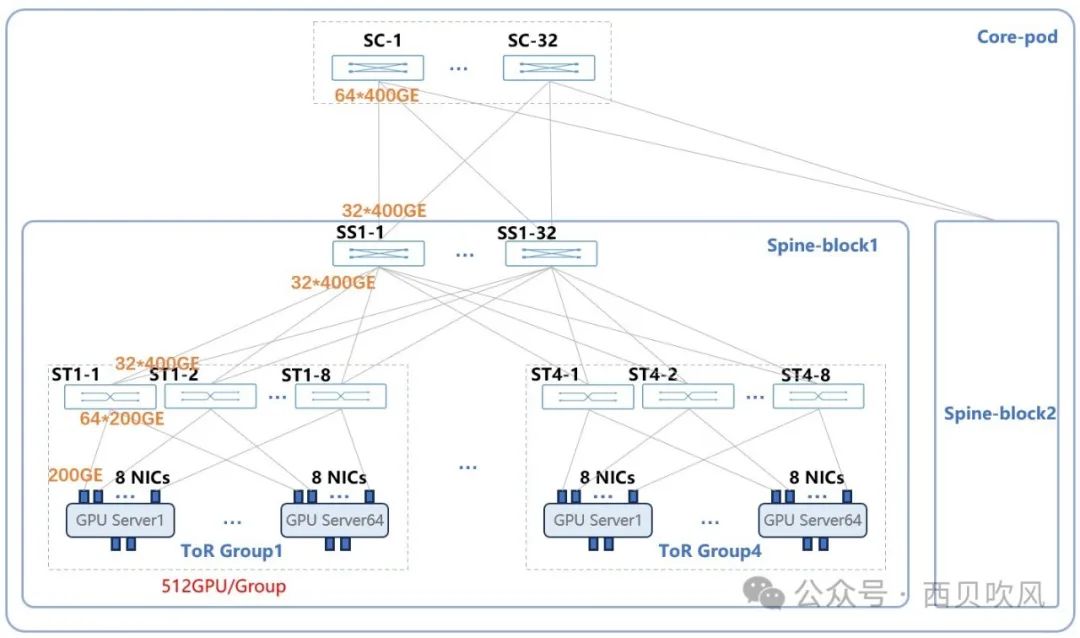 Core-pod
SC-1 ... SC-32
64*400GE
32*400GE
SS1-1 ... SS1-32
Spine-block1
32*400GE
32*400GE
ST1-1 ST1-2 ... ST1-8
ST4-1 ST4-2 ... ST4-8
64*200GE
...
Spine-block2
200GE 8 NICs 8 NICs
8 NICs 8 NICs
... ... ... ...
GPU Server1 ... GPU Server64
GPU Server1 ... GPU Server64
ToR Group1
ToR Group4
512GPU/Group
公众号 · 西贝吹风